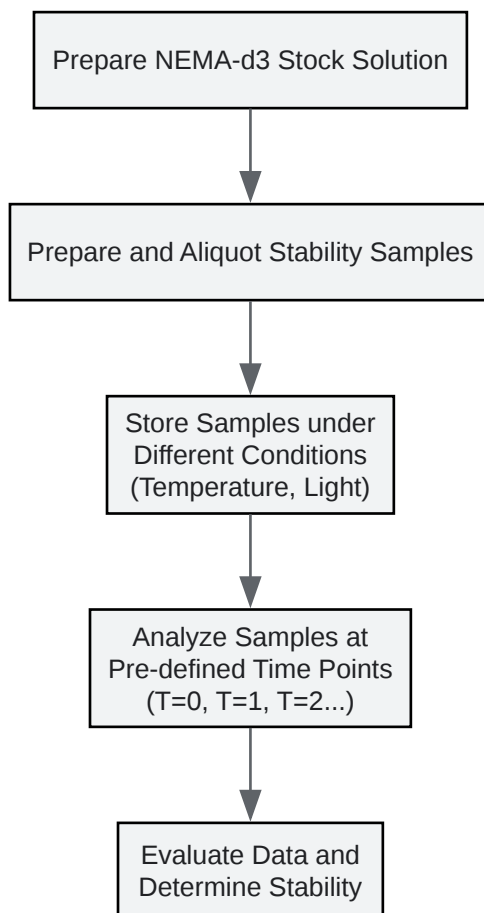 Prepare NEMA-d3 Stock Solution
Prepare and Aliquot Stability Samples
Store Samples under
Different Conditions
(Temperature, Light)
Analyze Samples at
Pre-defined Time Points
(T=0, T=1, T=2...)
Evaluate Data and
Determine Stability